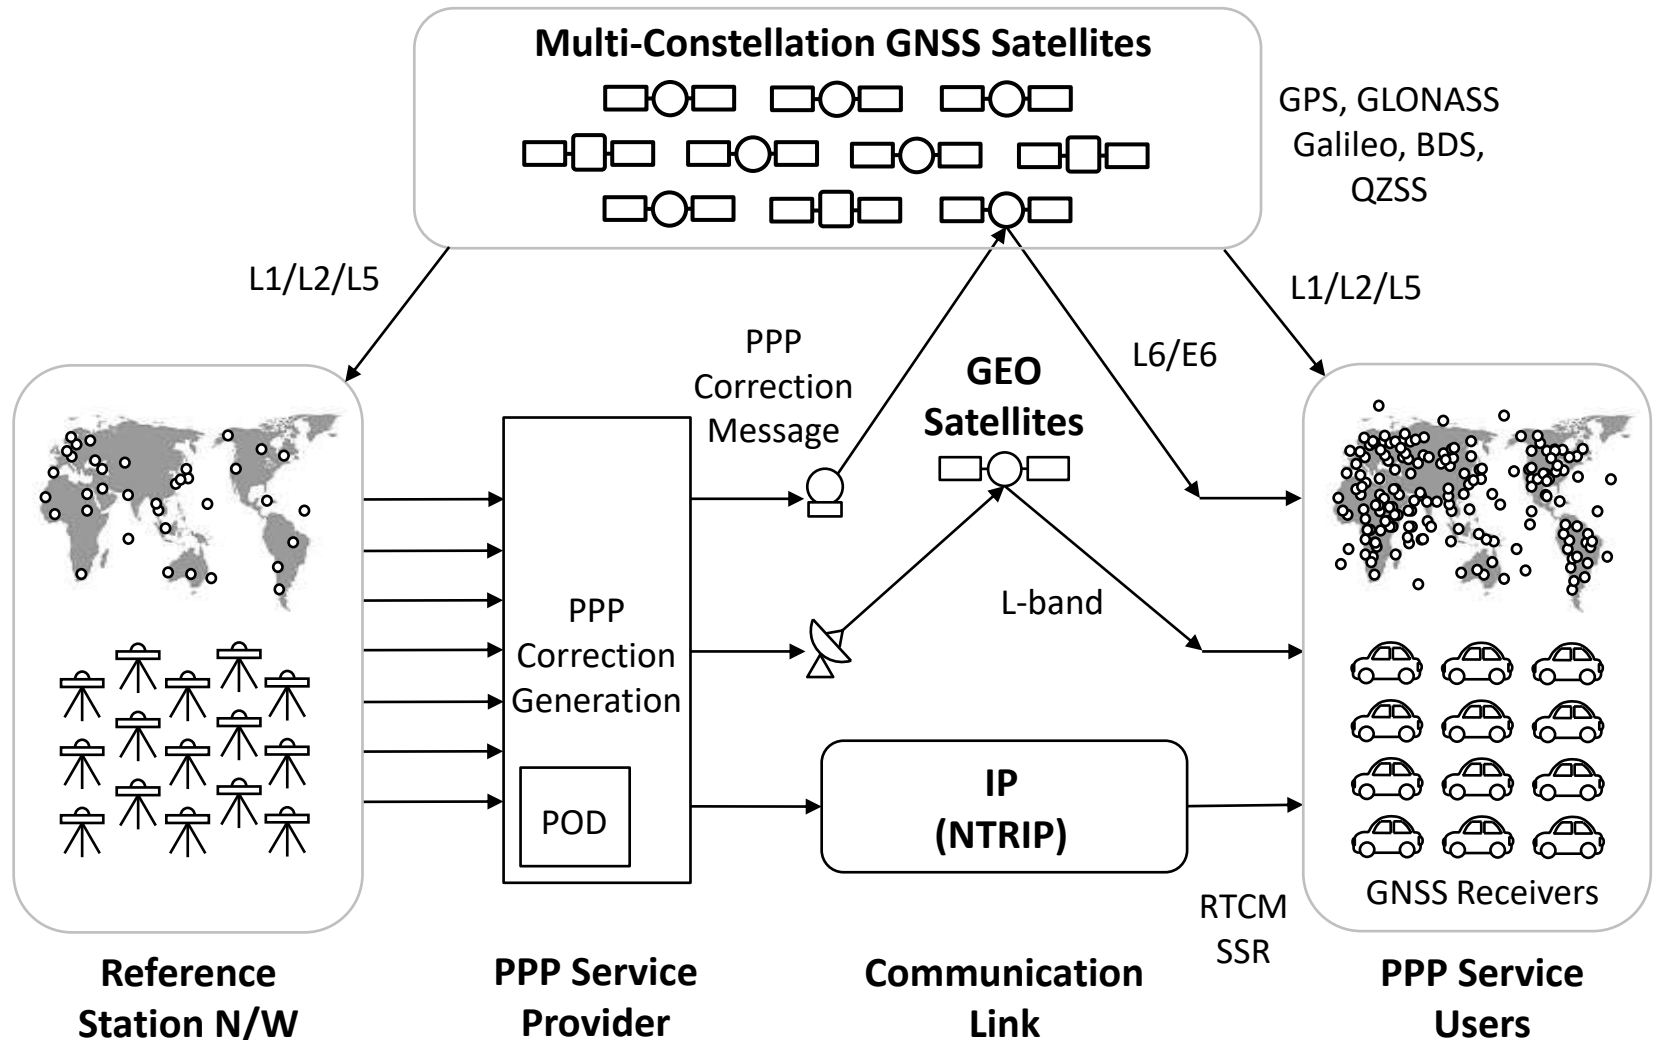 Multi-Constellation GNSS Satellites
GPS, GLONASS
Galileo, BDS,
QZSS
L1/L2/L5
L1/L2/L5
PPP
Correction
Message
L6/E6
GEO
Satellites
L-band
PPP
Correction
Generation
POD
IP
(NTRIP)
GNSS Receivers
RTCM
SSR
Reference
Station N/W
PPP Service
Provider
Communication
Link
PPP Service
Users